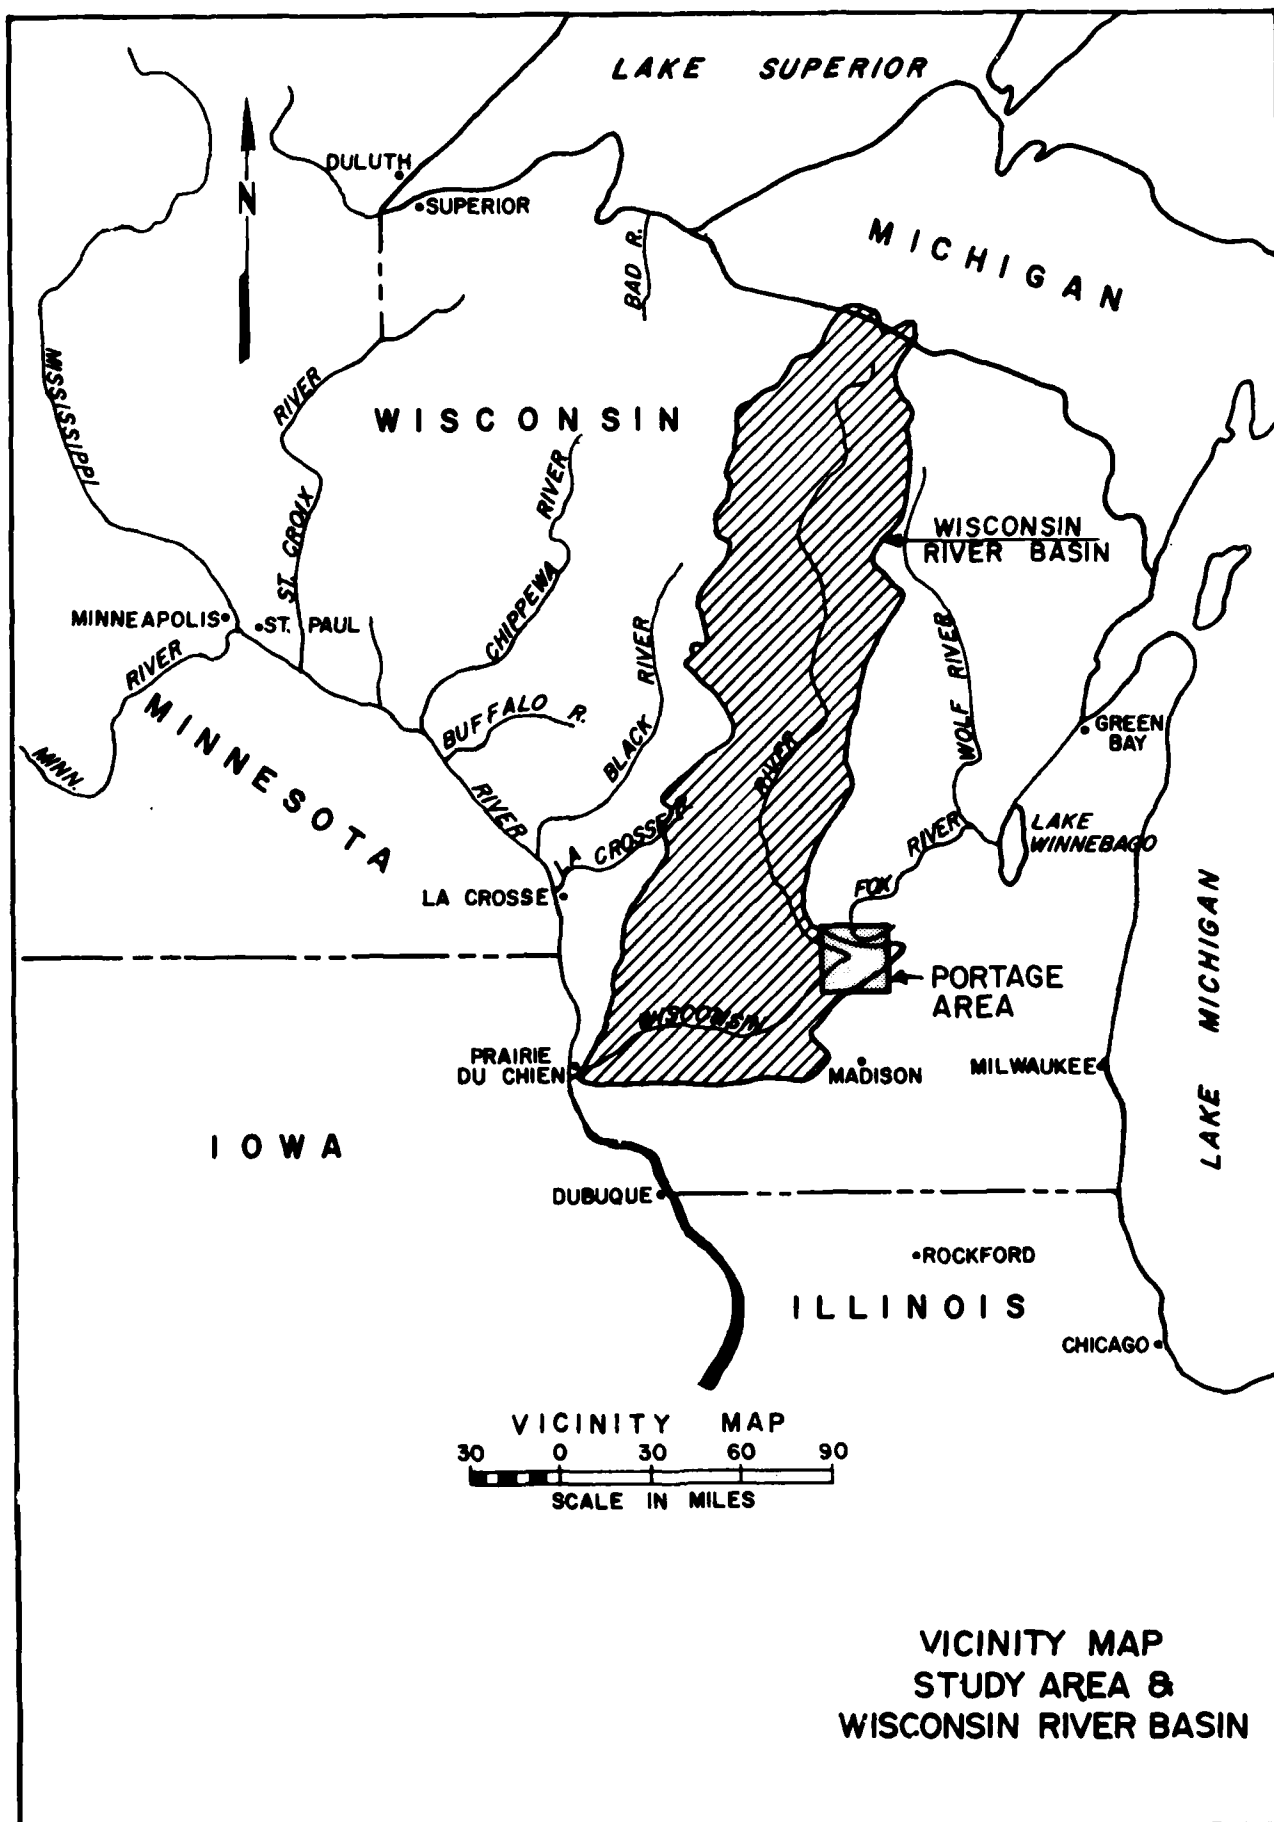 LAKE SUPERIOR
DULUTH
N
SUPERIOR
BAD R.
MICHIGAN
MISSISSIPPI
RIVER
ST. CROIX
WISCONSIN
RIVER
CHIPPEWA
WISCONSIN
RIVER BASIN
MINNEAPOLIS
ST. PAUL
RIVER
MINN.
MINNESOTA
BUFFALO R.
RIVER
BLACK
RIVER
WOLF RIVER
GREEN
BAY
RIVER
LA CROSSE R.
RIVER
FOX
LAKE
WINNEBAGO
LA CROSSE
PORTAGE
AREA
WISCONSIN
PRAIRIE
DU CHIEN
MADISON
MILWAUKEE
LAKE MICHIGAN
IOWA
DUBUQUE
ROCKFORD
ILLINOIS
CHICAGO
VICINITY MAP
30 0 30 60 90
SCALE IN MILES
VICINITY MAP
STUDY AREA &
WISCONSIN RIVER BASIN